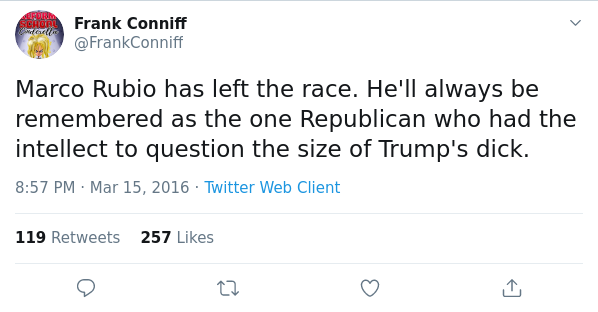 Frank Conniff
@FrankConniff
Marco Rubio has left the race. He'll always be
remembered as the one Republican who had the
intellect to question the size of Trump's dick.
8:57 PM · Mar 15, 2016 · Twitter Web Client
119 Retweets 257 Likes